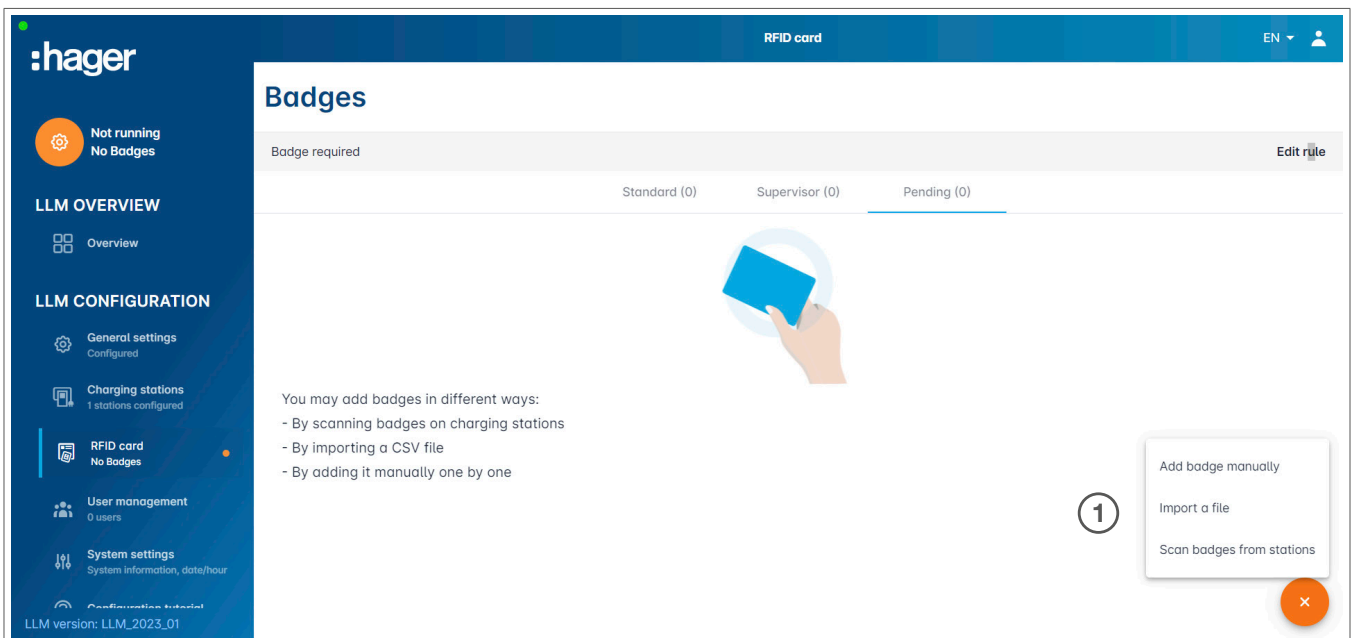 :hager
RFID card
EN
Badges
Not running
No Badges
Badge required
Edit rule
Standard (0)
Supervisor (0)
Pending (0)
LLM OVERVIEW
Overview
LLM CONFIGURATION
General settings
Configured
Charging stations
1 stations configured
RFID card
No Badges
User management
0 users
System settings
System information, date/hour
Configuration tutorial
LLM version: LLM_2023_01
You may add badges in different ways:
- By scanning badges on charging stations
- By importing a CSV file
- By adding it manually one by one
1
Add badge manually
Import a file
Scan badges from stations